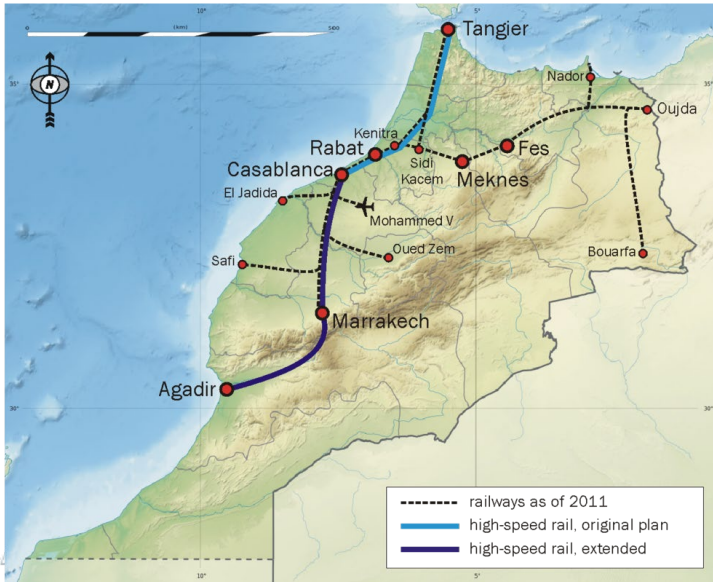 0
(km)
500
10°
5°
35°
35°
N
Tangier
Nador
Oujda
Kenitra
Rabat
Fes
Sidi
Kacem
Meknes
Casablanca
El Jadida
Mohammed V
Oued Zem
Safi
Bouarfa
Marrakech
Agadir
30°
30°
railways as of 2011
high-speed rail, original plan
high-speed rail, extended
10°
5°